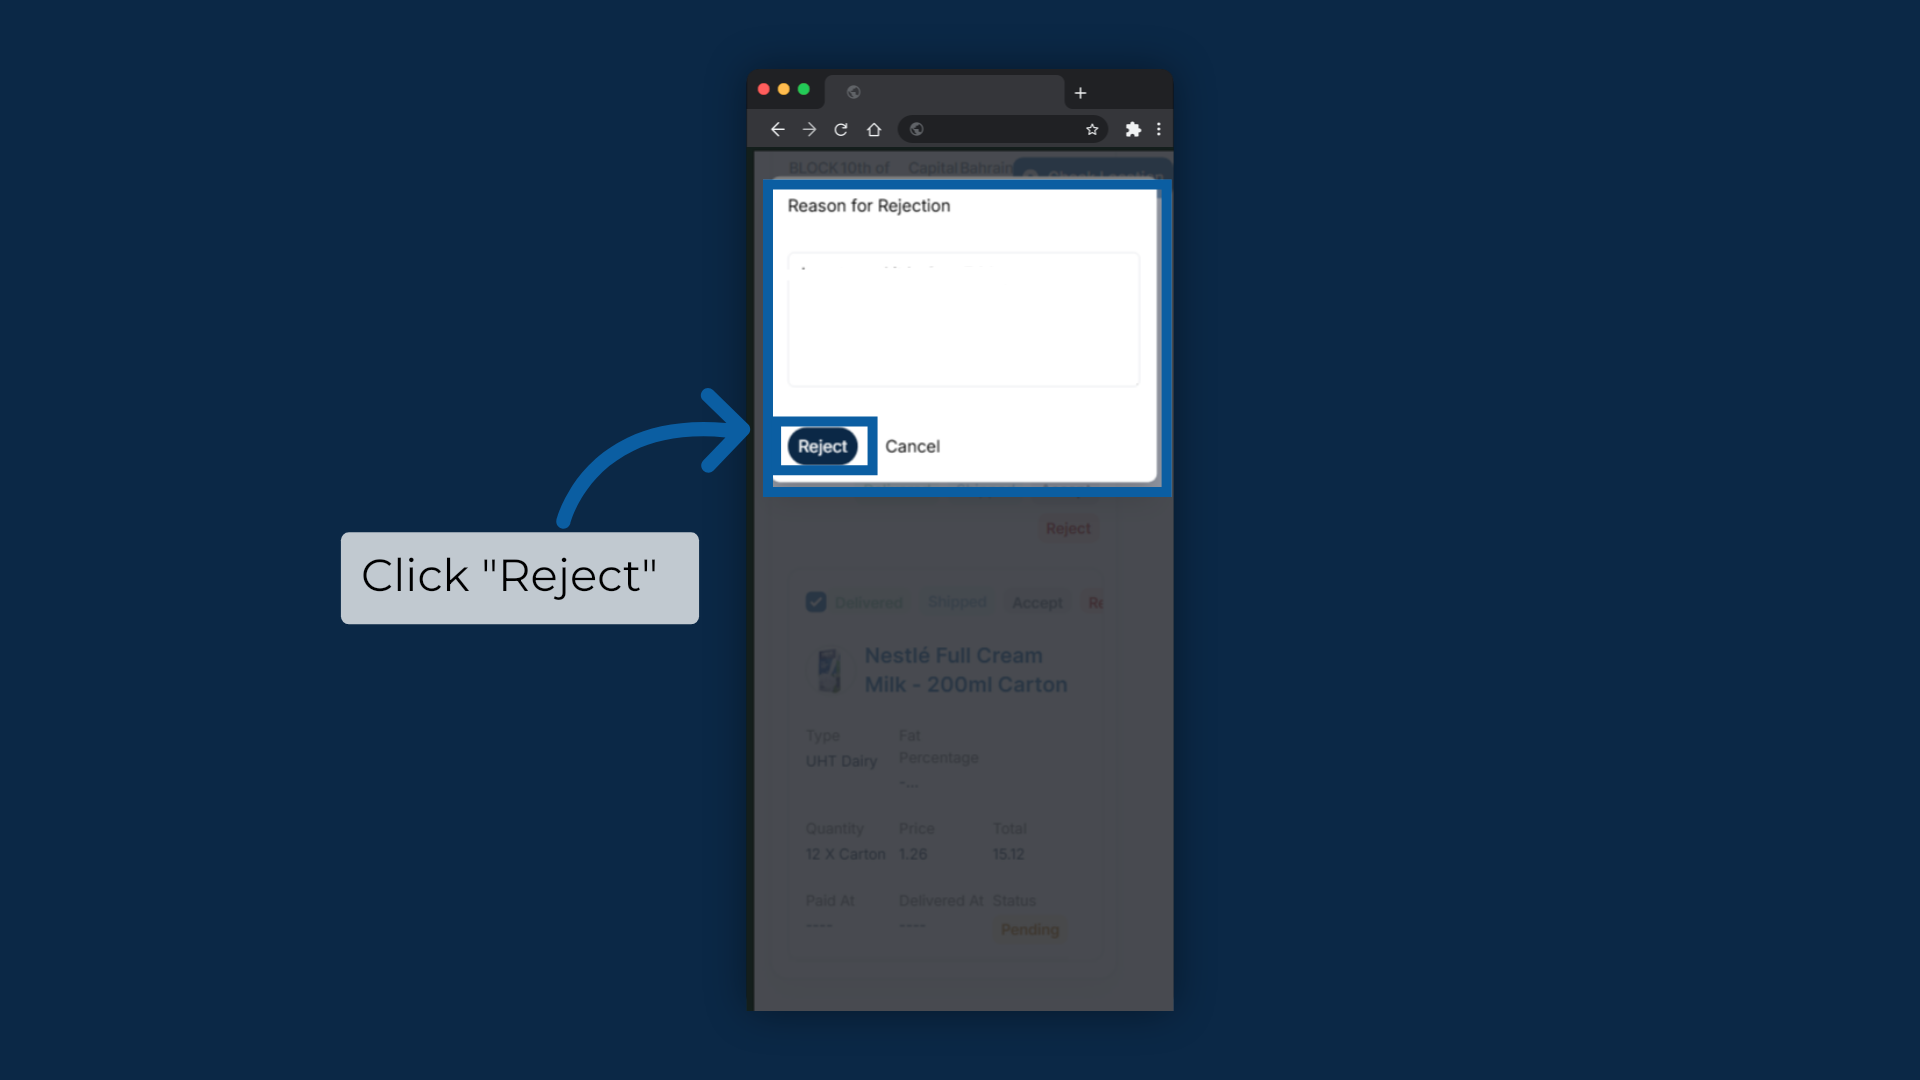 BLOCK 10th of Capital Bahrain Check Location
Reason for Rejection
Reject Cancel
Click "Reject"
Reject
Delivered Shipped Accept Re
Nestlé Full Cream
Milk - 200ml Carton
Type Fat
Percentage
UHT Dairy
-...
Quantity Price Total
12 X Carton 1.26 15.12
Paid At Delivered At Status
---- ---- Pending